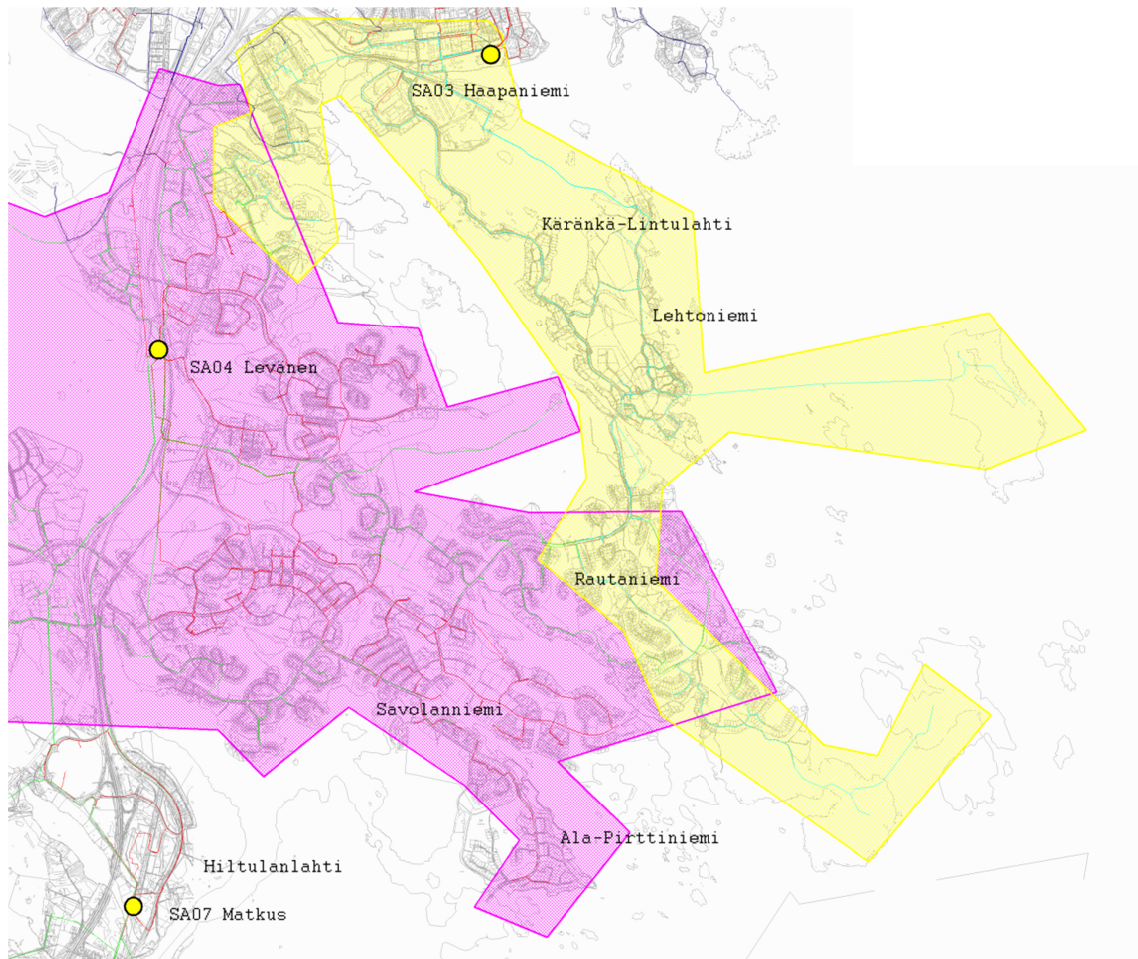 SA03 Haapaniemi
Käränkä-Lintulahti
Lehtoniemi
SA04 Levänen
Rautaniemi
Savolanniemi
Ala-Pirttiniemi
Hiltulanlahti
SA07 Matkus